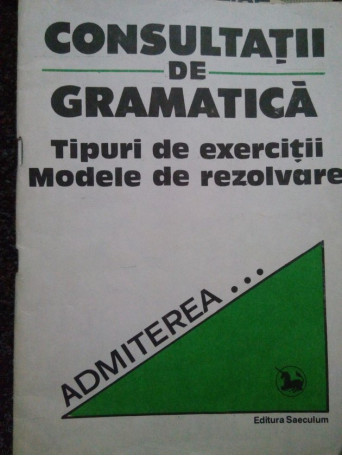 CONSULTAȚII
DE
GRAMATICĂ
Tipuri de exerciții
Modele de rezolvare
ADMITEREA...
Editura Saeculum